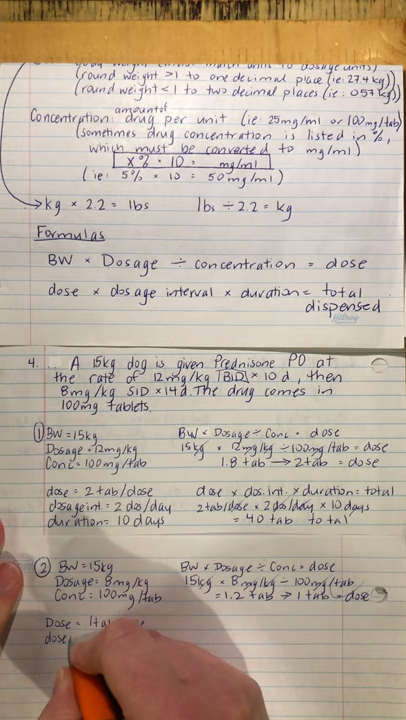 (round weight >1 to one decimal place (ie: 27.4 kg))
(round weight <1 to two decimal places (ie: 0.57 kg))
amount of
Concentration: drug per unit (ie: 25mg/ml or 100mg/tab)
(sometimes drug concentration is listed in %,
which must be converted to mg/ml)
X% × 10 = mg/ml
(ie: 5% × 10 = 50mg/ml)
kg × 2.2 = lbs lbs ÷ 2.2 = kg
Formulas
BW × Dosage ÷ concentration = dose
dose × dosage interval × duration = total
dispensed
Hilroy
4. A 15kg dog is given Prednisone PO at
the rate of 12mg/kg BID × 10 d, then
8mg/kg SID × 14d. The drug comes in
100mg tablets.
① BW = 15kg BW × Dosage ÷ Conc = dose
Dosage = 12mg/kg 15kg × 12mg/kg ÷ 100mg/tab = dose
Conc = 100mg/tab 1.8 tab → 2 tab = dose
dose = 2 tab/dose dose × dos. int. × duration = total
dosage int. = 2 dos/day 2 tab/dose × 2 dos/day × 10 days
duration = 10 days = 40 tab total
② BW = 15kg BW × Dosage ÷ Conc = dose
Dosage = 8mg/kg 15kg × 8mg/kg ÷ 100mg/tab
Conc = 100mg/tab = 1.2 tab → 1 tab = dose
Dose = 1 ta
dose